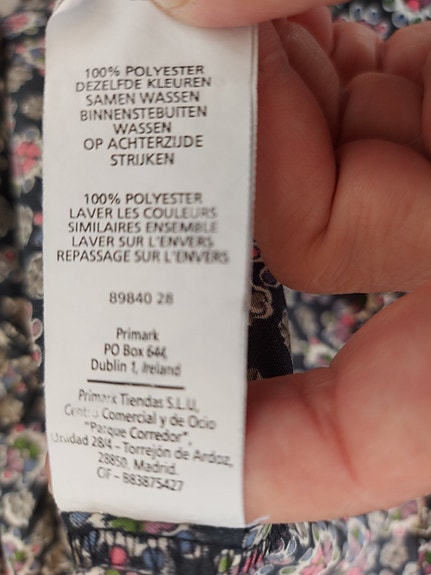 100% POLYESTER
DEZELFDE KLEUREN
SAMEN WASSEN
BINNENSTEBUITEN
WASSEN
OP ACHTERZIJDE
STRIJKEN
100% POLYESTER
LAVER LES COULEURS
SIMILAIRES ENSEMBLE
LAVER SUR L'ENVERS
REPASSAGE SUR L'ENVERS
89840 28
Primark
PO Box 644,
Dublin 1, Ireland
Primark Tiendas S.L.U,
Centro Comercial y de Ocio
"Parque Corredor",
Unidad 28/4 - Torrejón de Ardoz,
28850, Madrid.
CIF - B83875427